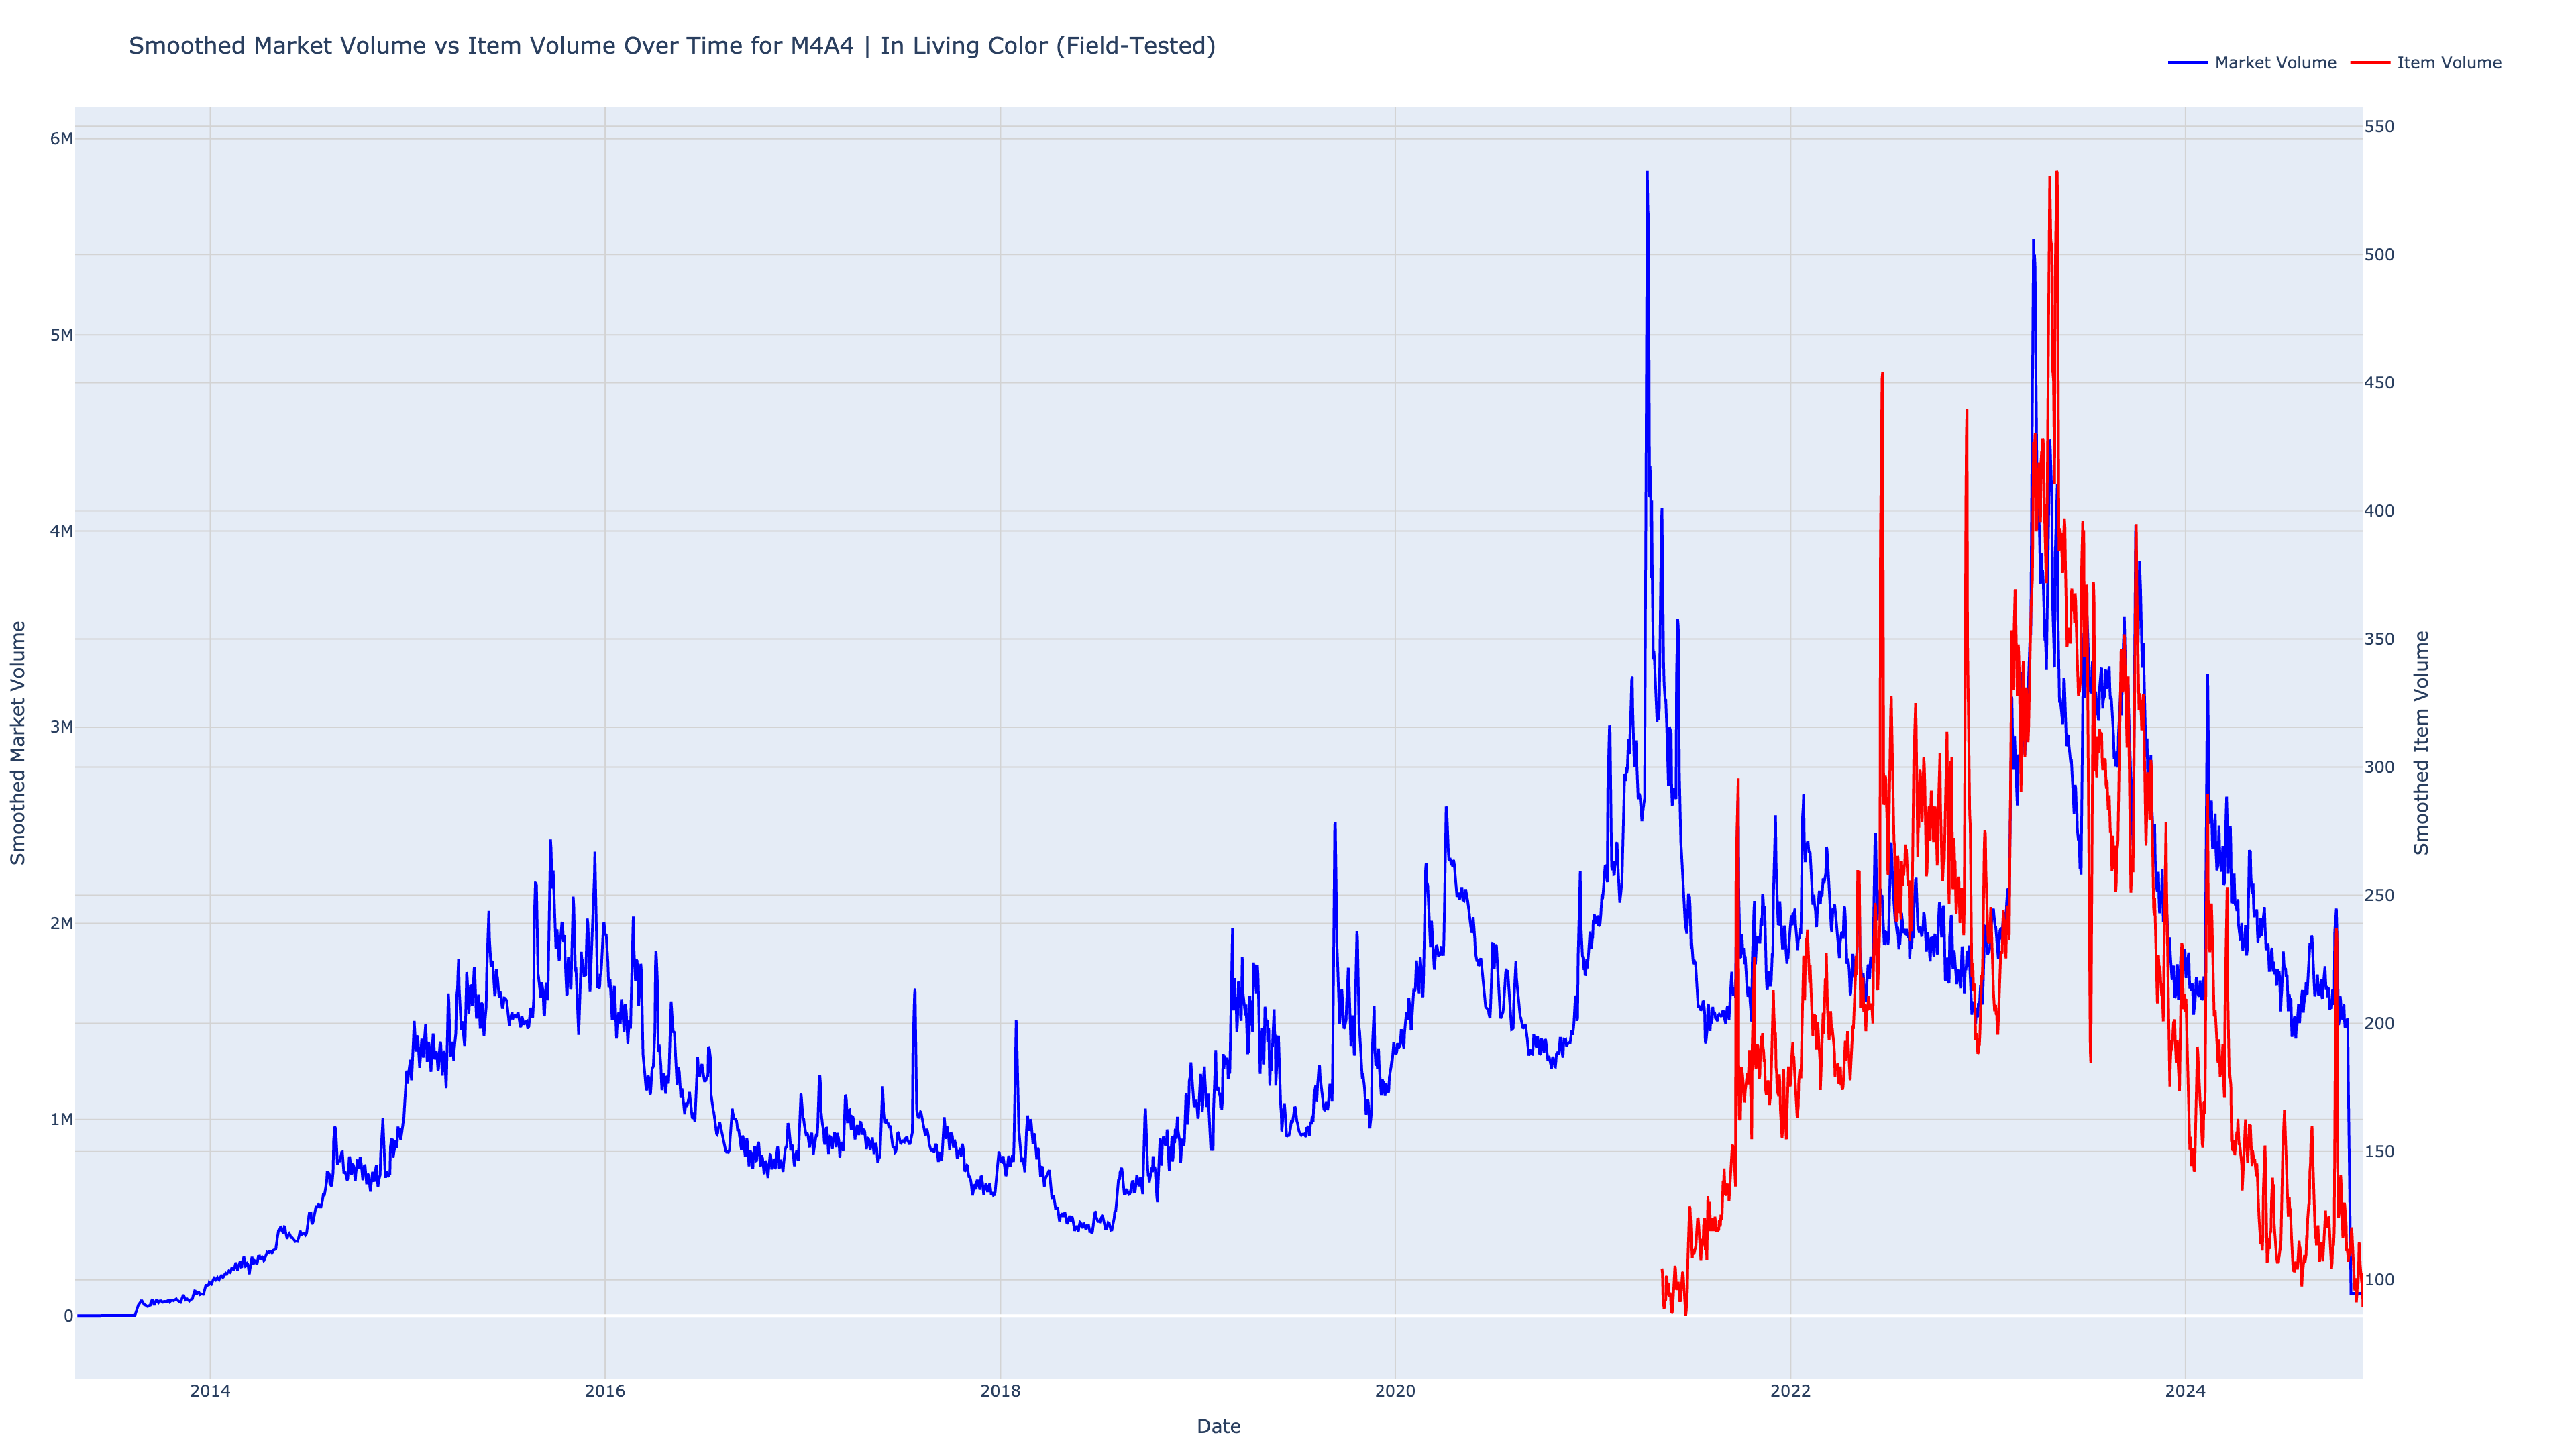 Smoothed Market Volume vs Item Volume Over Time for M4A4 | In Living Color (Field-Tested)
Market Volume
Item Volume
Smoothed Market Volume
6M
5M
4M
3M
2M
1M
0
550
500
450
400
350
300
250
200
150
100
Smoothed Item Volume
2014
2016
2018
2020
2022
2024
Date